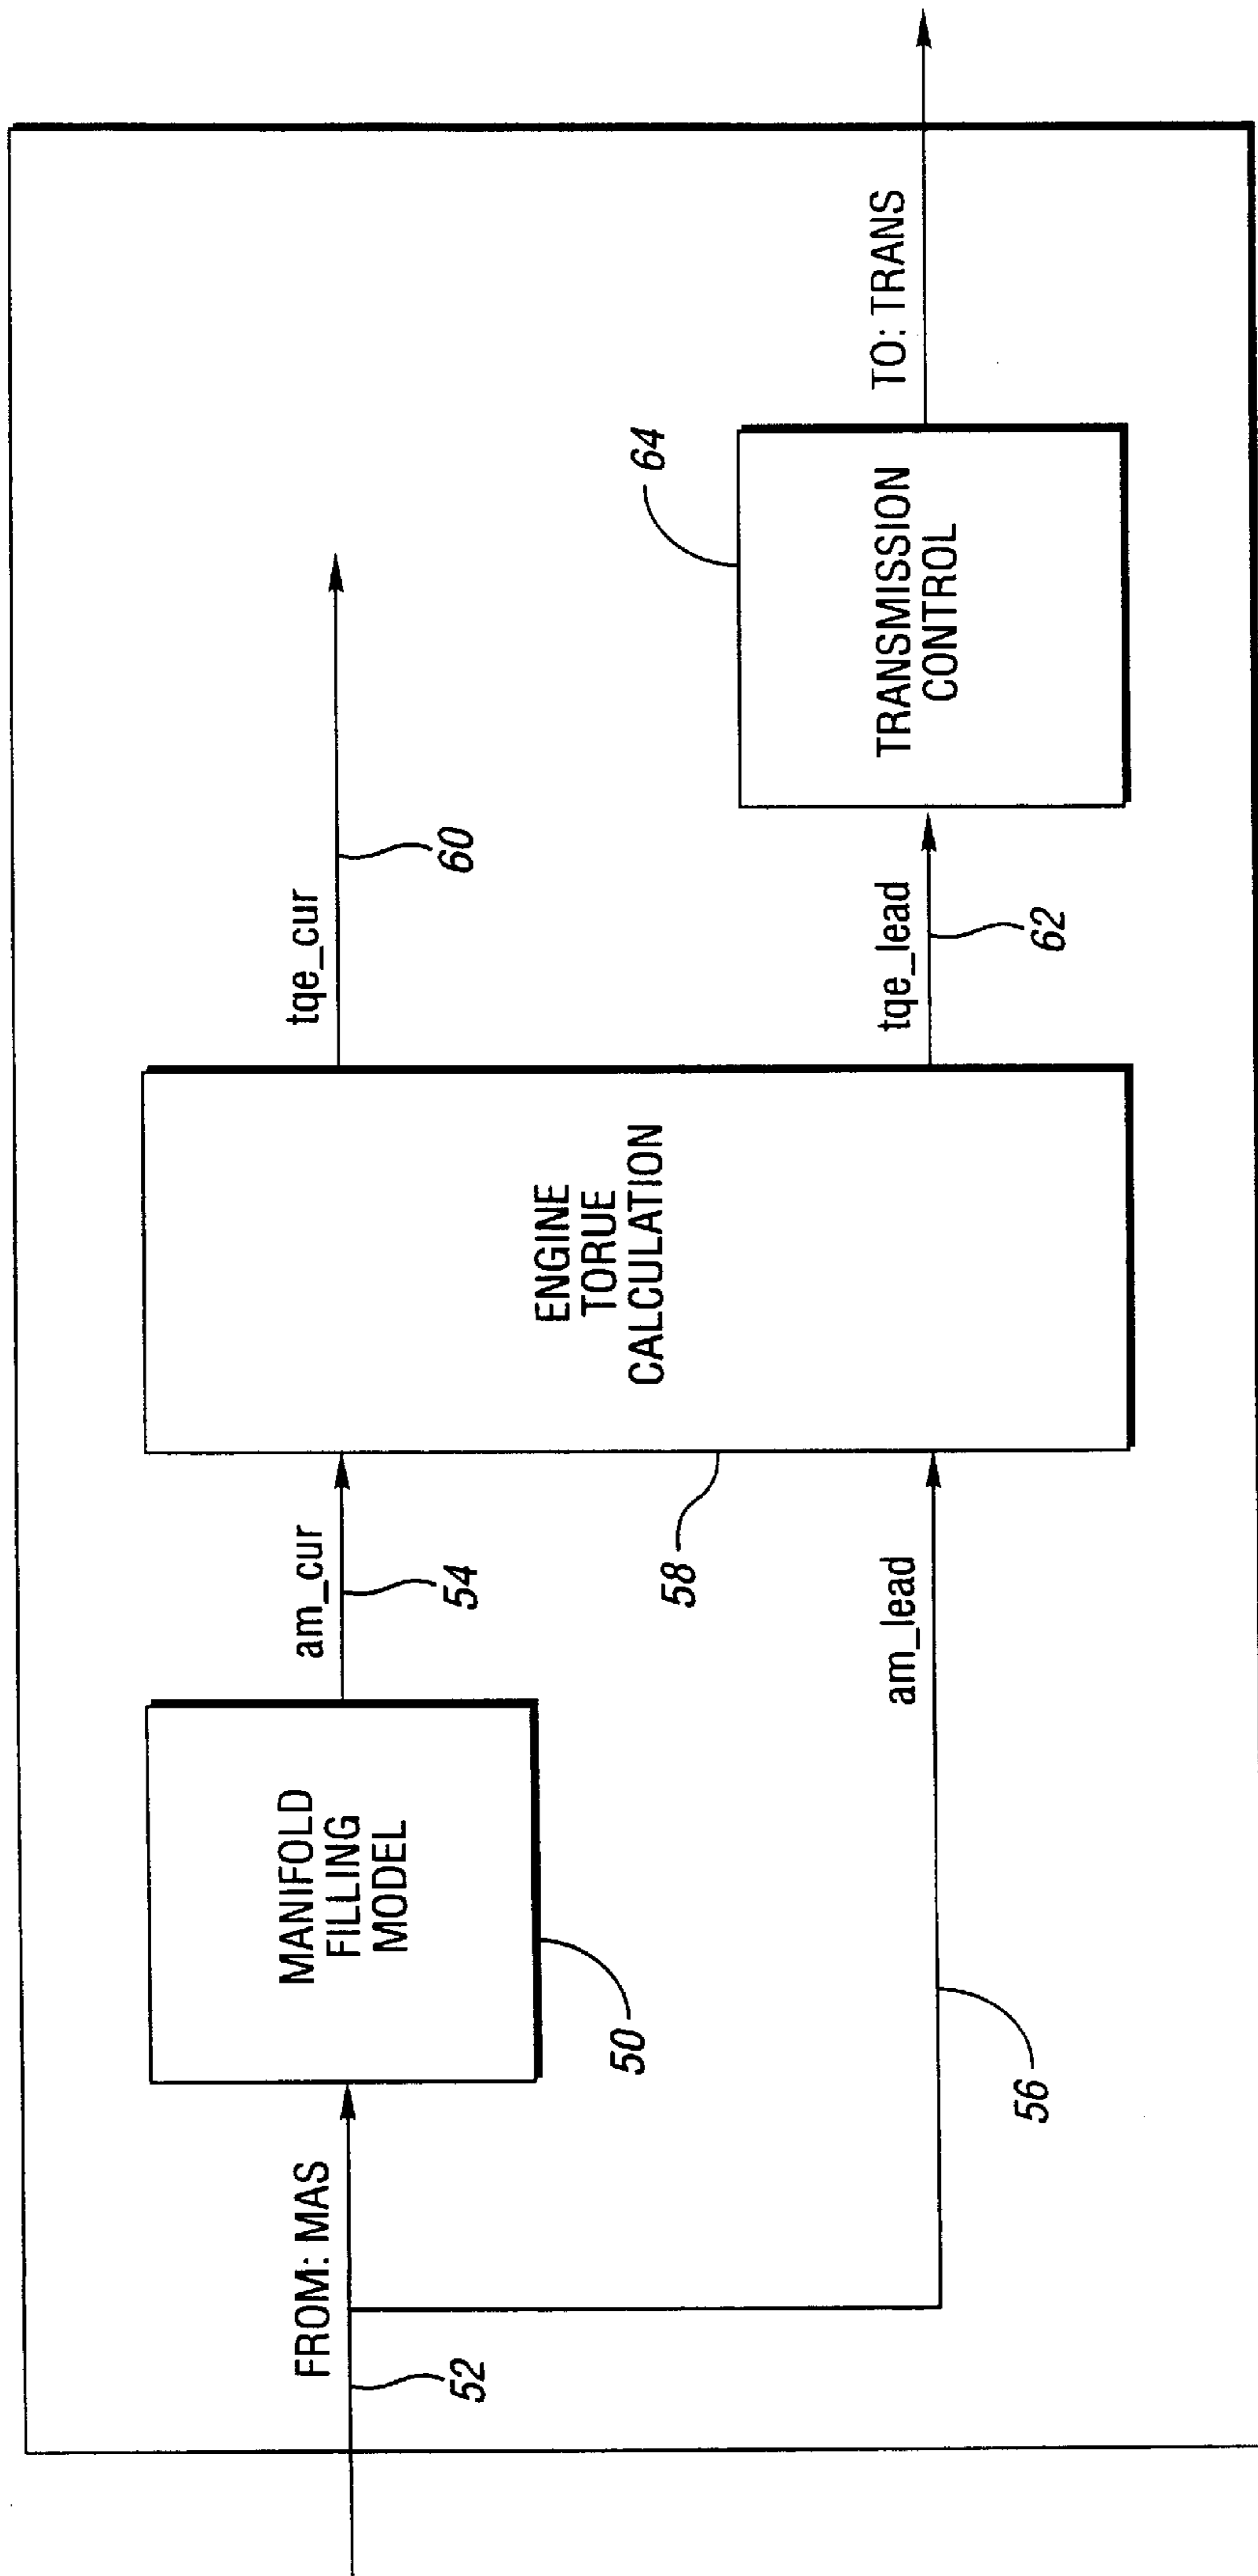 FROM: MAS
52
MANIFOLD
FILLING
MODEL
50
am_cur
54
56
am_lead
ENGINE
TORUE
CALCULATION
58
tqe_cur
60
tqe_lead
62
TRANSMISSION
CONTROL
64
TO: TRANS